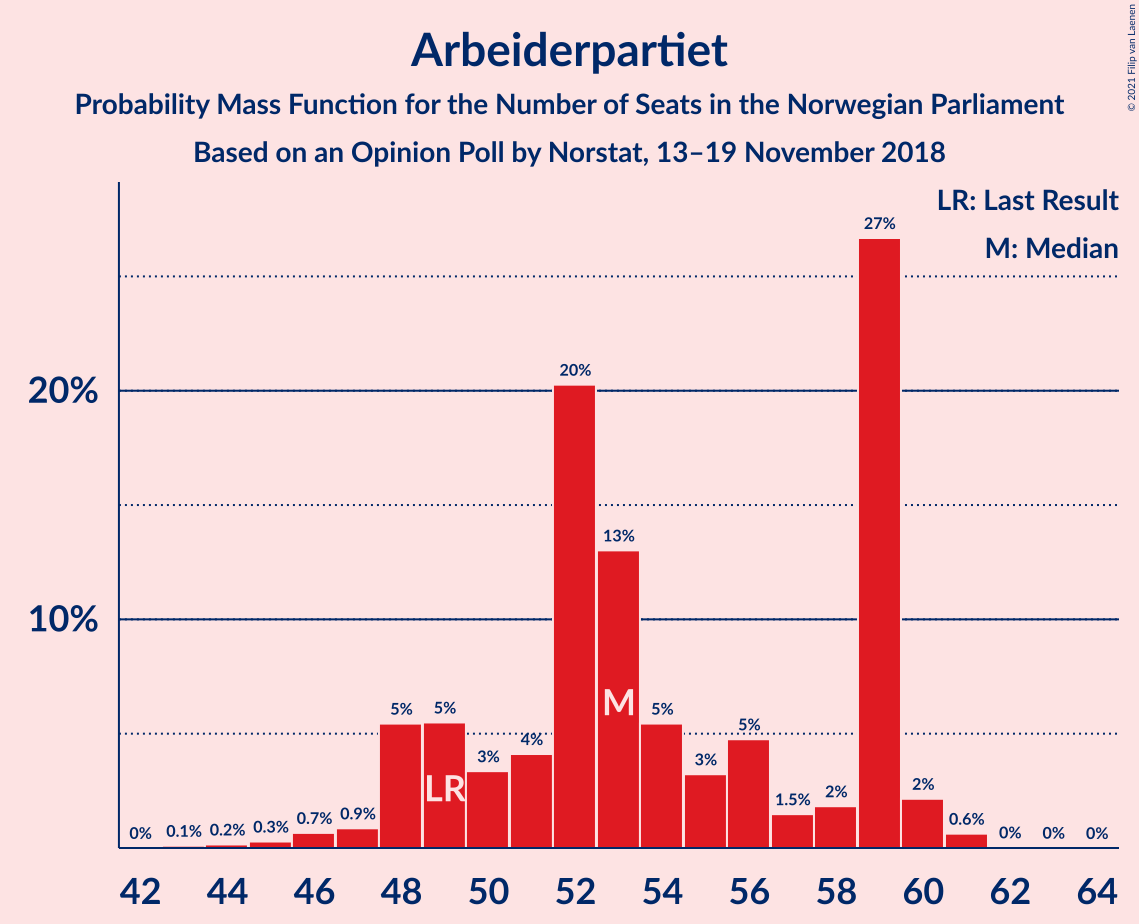 Arbeiderpartiet
Probability Mass Function for the Number of Seats in the Norwegian Parliament
Based on an Opinion Poll by Norstat, 13–19 November 2018
© 2021 Filip van Laenen
LR: Last Result
M: Median
20%
10%
0% 0.1% 0.2% 0.3% 0.7% 0.9% 5% 5% 3% 4% 20% 13% 5% 3% 5% 1.5% 2% 27% 2% 0.6% 0% 0% 0%
LR M
42 44 46 48 50 52 54 56 58 60 62 64